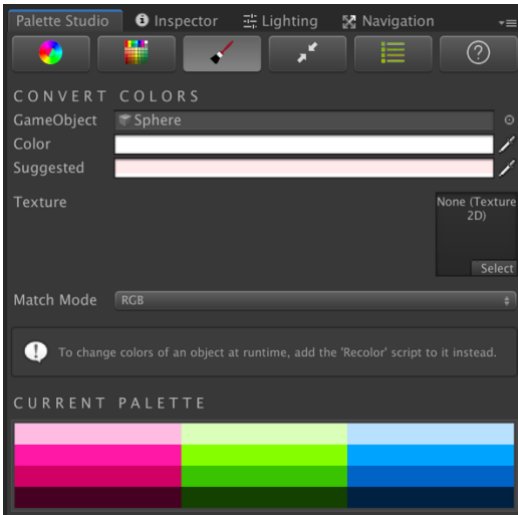 Palette Studio Inspector Lighting Navigation
CONVERT COLORS
GameObject Sphere
Color
Suggested
Texture
None (Texture
2D)
Select
Match Mode RGB
To change colors of an object at runtime, add the 'Recolor' script to it instead.
CURRENT PALETTE